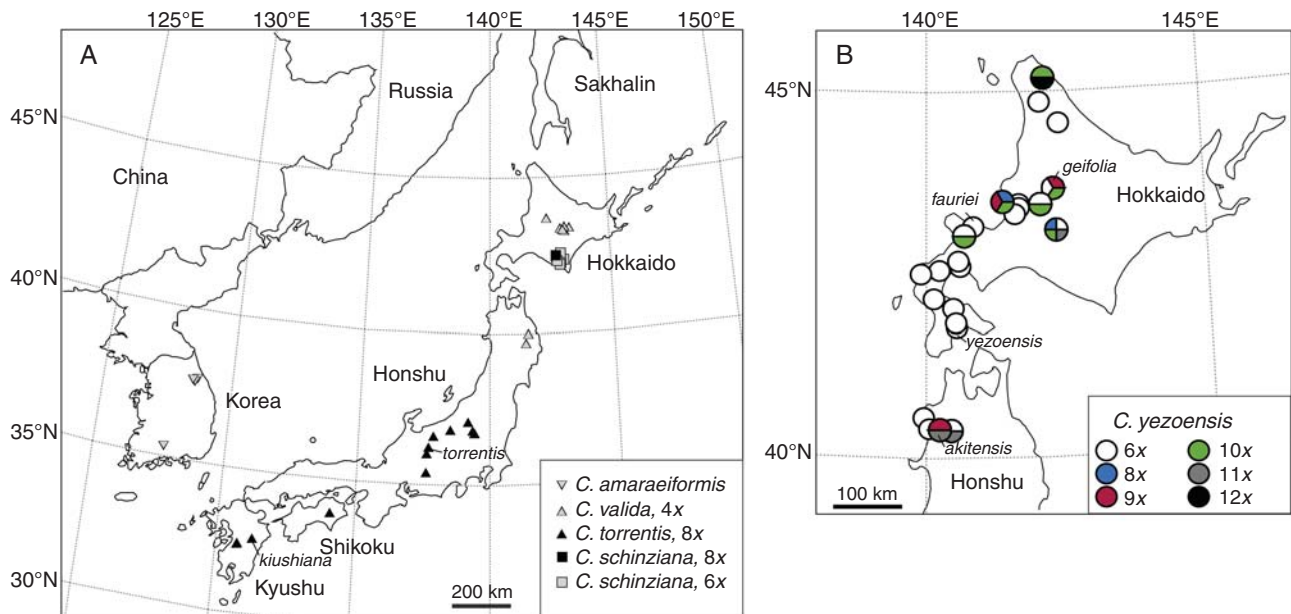 125°E 130°E 135°E 140°E 145°E 150°E
A
Russia
Sakhalin
45°N
China
40°N
Hokkaido
Honshu
Korea
35°N
torrentis
Shikoku
kiushiana
Kyushu
30°N
200 km
C. amaraeiformis
C. valida, 4x
C. torrentis, 8x
C. schinziana, 8x
C. schinziana, 6x
140°E 145°E
B
45°N
geifolia
Hokkaido
fauriei
yezoensis
akitensis
40°N
Honshu
100 km
C. yezoensis
6x 10x
8x 11x
9x 12x